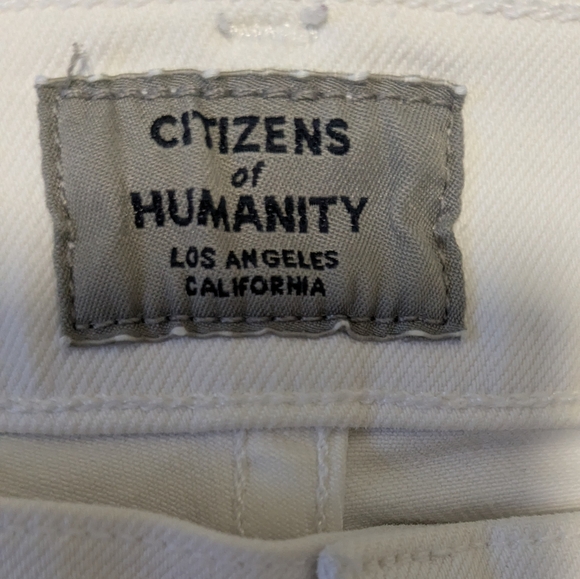 CITIZENS
of
HUMANITY
LOS ANGELES
CALIFORNIA